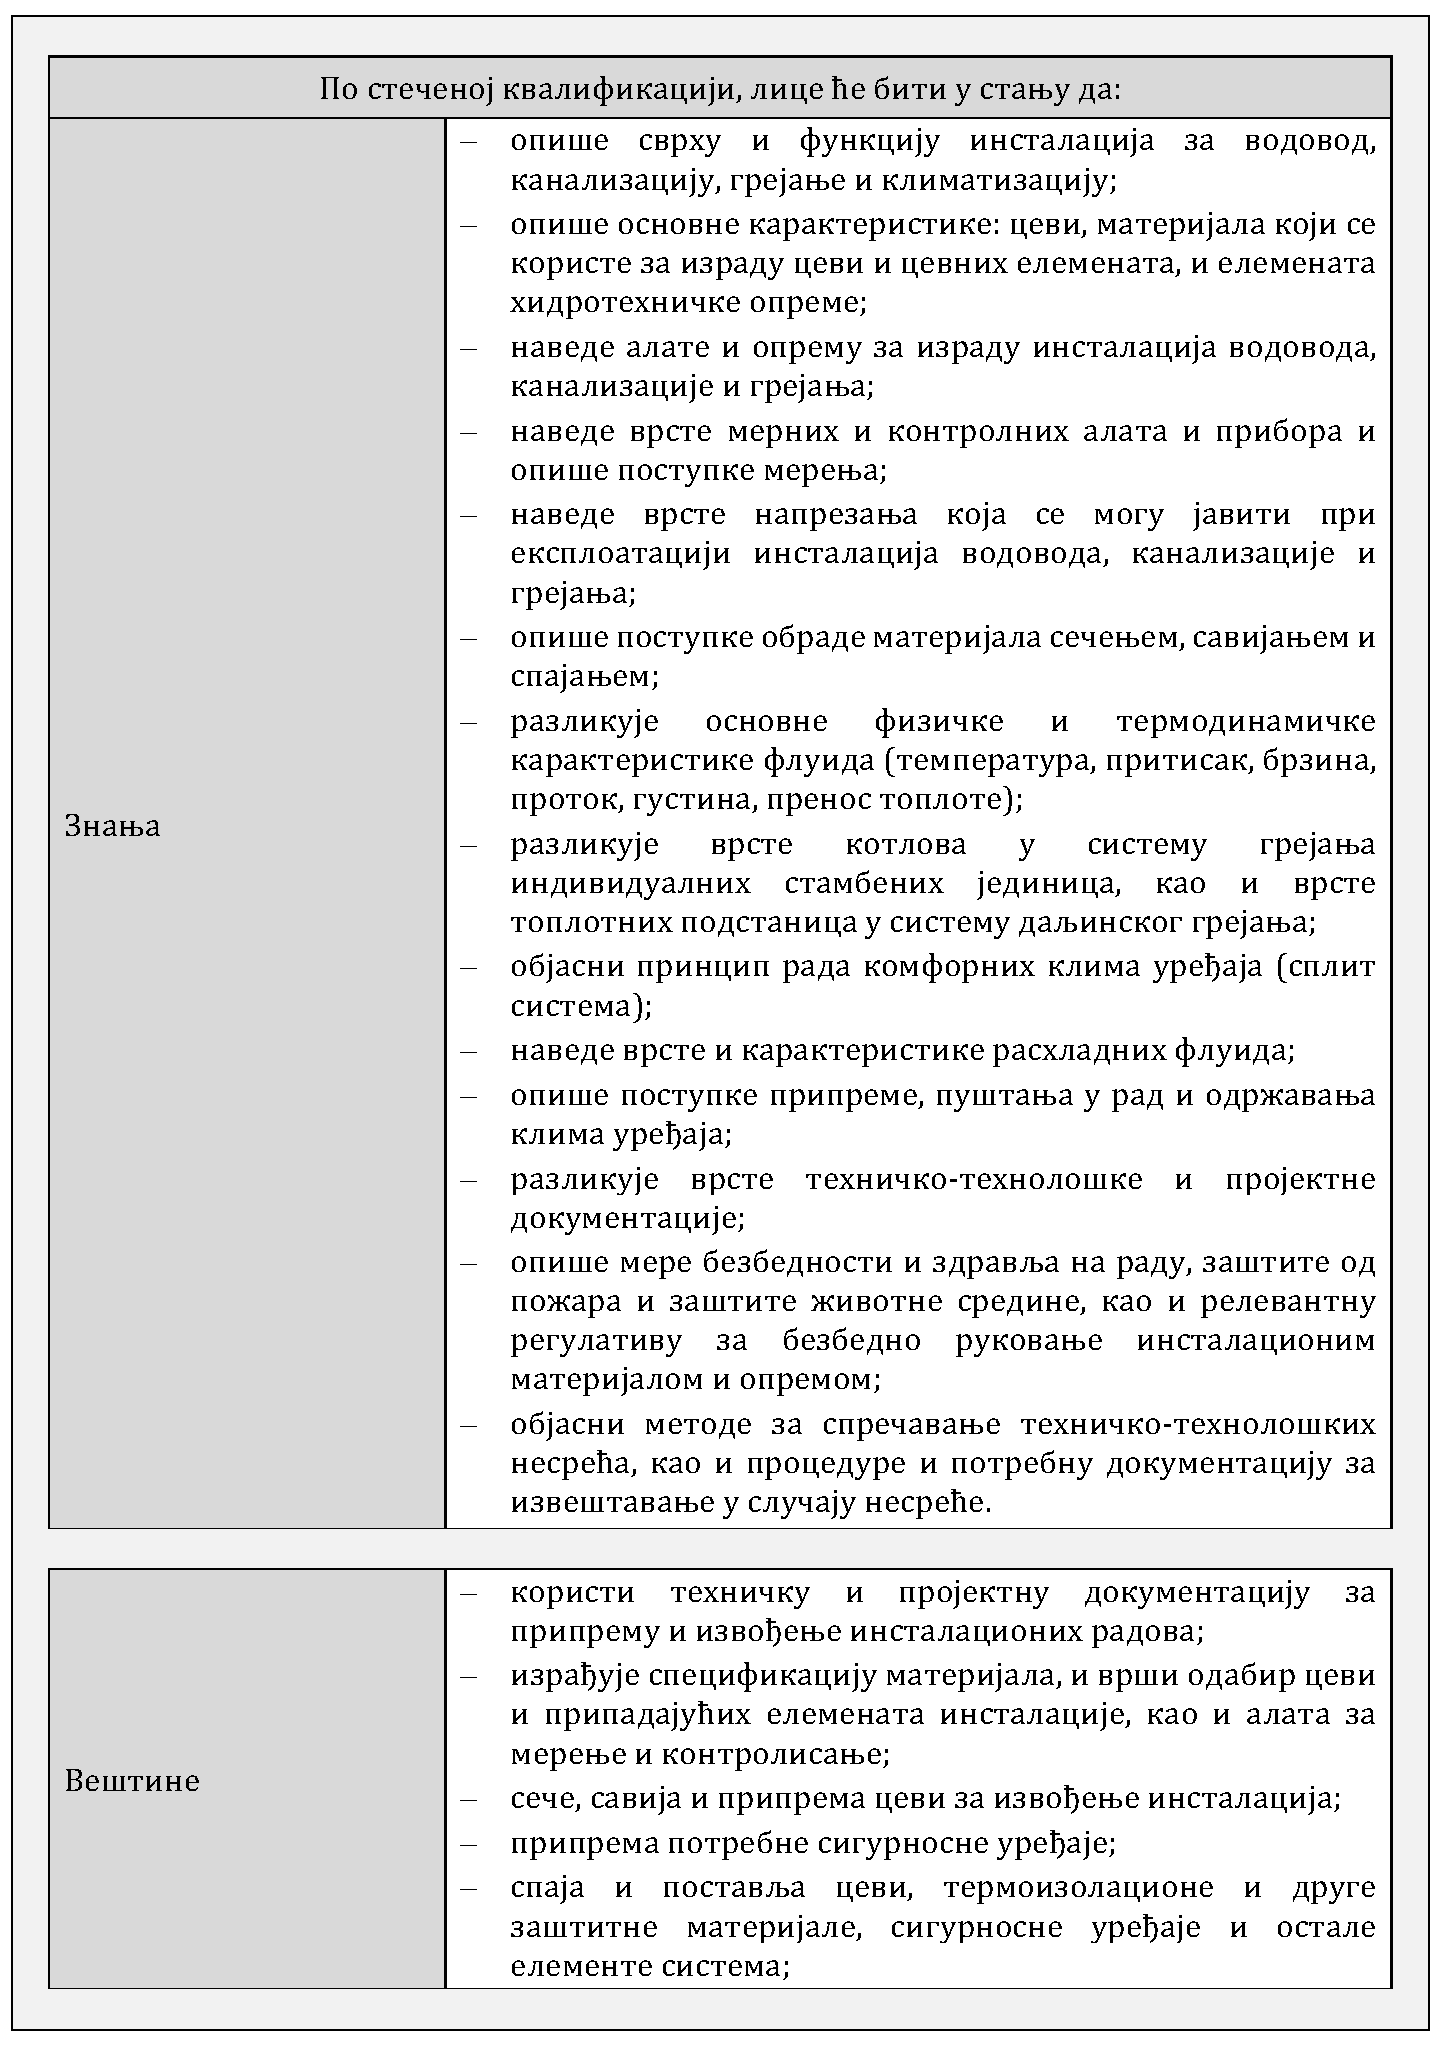 По стеченој квалификацији, лице ће бити у стању да:
Знања
– опише сврху и функцију инсталација за водовод,
канализацију, грејање и климатизацију;
– опише основне карактеристике: цеви, материјала који се
користе за израду цеви и цевних елемената, и елемената
хидротехничке опреме;
– наведе алате и опрему за израду инсталација водовода,
канализације и грејања;
– наведе врсте мерних и контролних алата и прибора и
опише поступке мерења;
– наведе врсте напрезања која се могу јавити при
експлоатацији инсталација водовода, канализације и
грејања;
– опише поступке обраде материјала сечењем, савијањем и
спајањем;
– разликује основне физичке и термодинамичке
карактеристике флуида (температура, притисак, брзина,
проток, густина, пренос топлоте);
– разликује врсте котлова у систему грејања
индивидуалних стамбених јединица, као и врсте
топлотних подстаница у систему даљинског грејања;
– објасни принцип рада комфорних клима уређаја (сплит
система);
– наведе врсте и карактеристике расхладних флуида;
– опише поступке припреме, пуштања у рад и одржавања
клима уређаја;
– разликује врсте техничко-технолошке и пројектне
документације;
– опише мере безбедности и здравља на раду, заштите од
пожара и заштите животне средине, као и релевантну
регулативу за безбедно руковање инсталационим
материјалом и опремом;
– објасни методе за спречавање техничко-технолошких
несрећа, као и процедуре и потребну документацију за
извештавање у случају несреће.
Вештине
– користи техничку и пројектну документацију за
припрему и извођење инсталационих радова;
– израђује спецификацију материјала, и врши одабир цеви
и припадајућих елемената инсталације, као и алата за
мерење и контролисање;
– сече, савија и припрема цеви за извођење инсталација;
– припрема потребне сигурносне уређаје;
– спаја и поставља цеви, термоизолационе и друге
заштитне материјале, сигурносне уређаје и остале
елементе система;